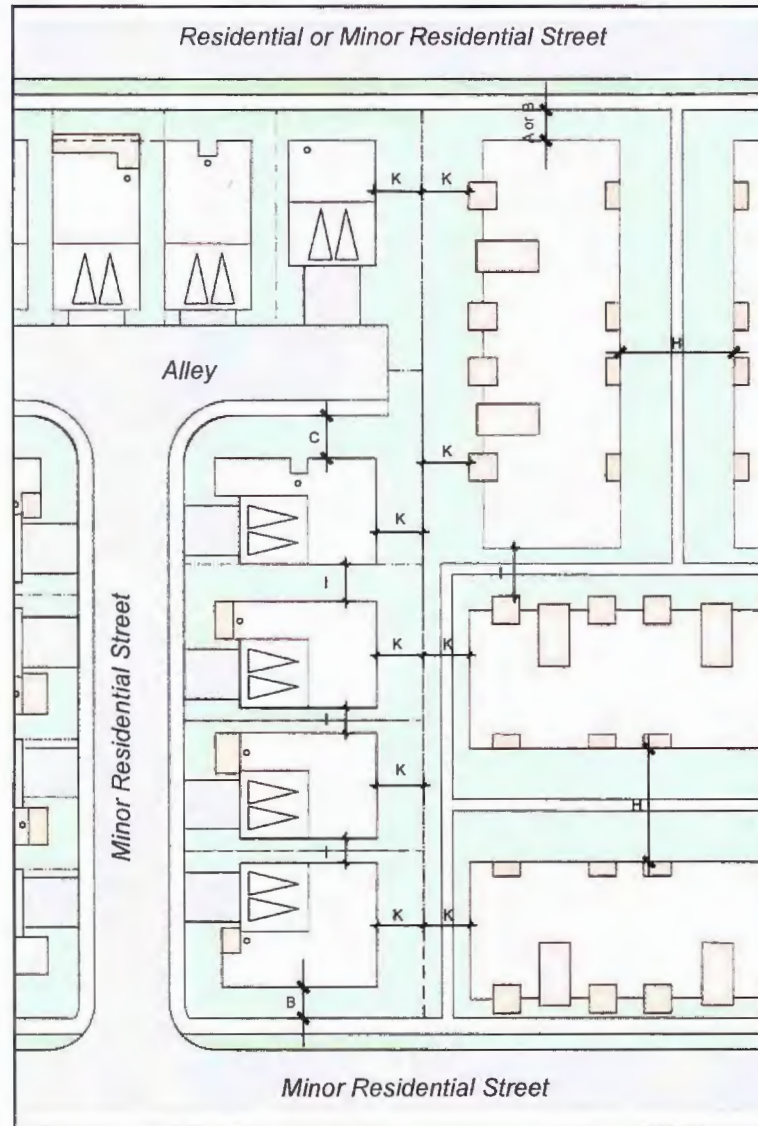 Residential or Minor Residential Street
A or B
K K
H
Alley
C
K
K
I
I
Minor Residential Street
K K
I
K
H
I
K K
B
Minor Residential Street